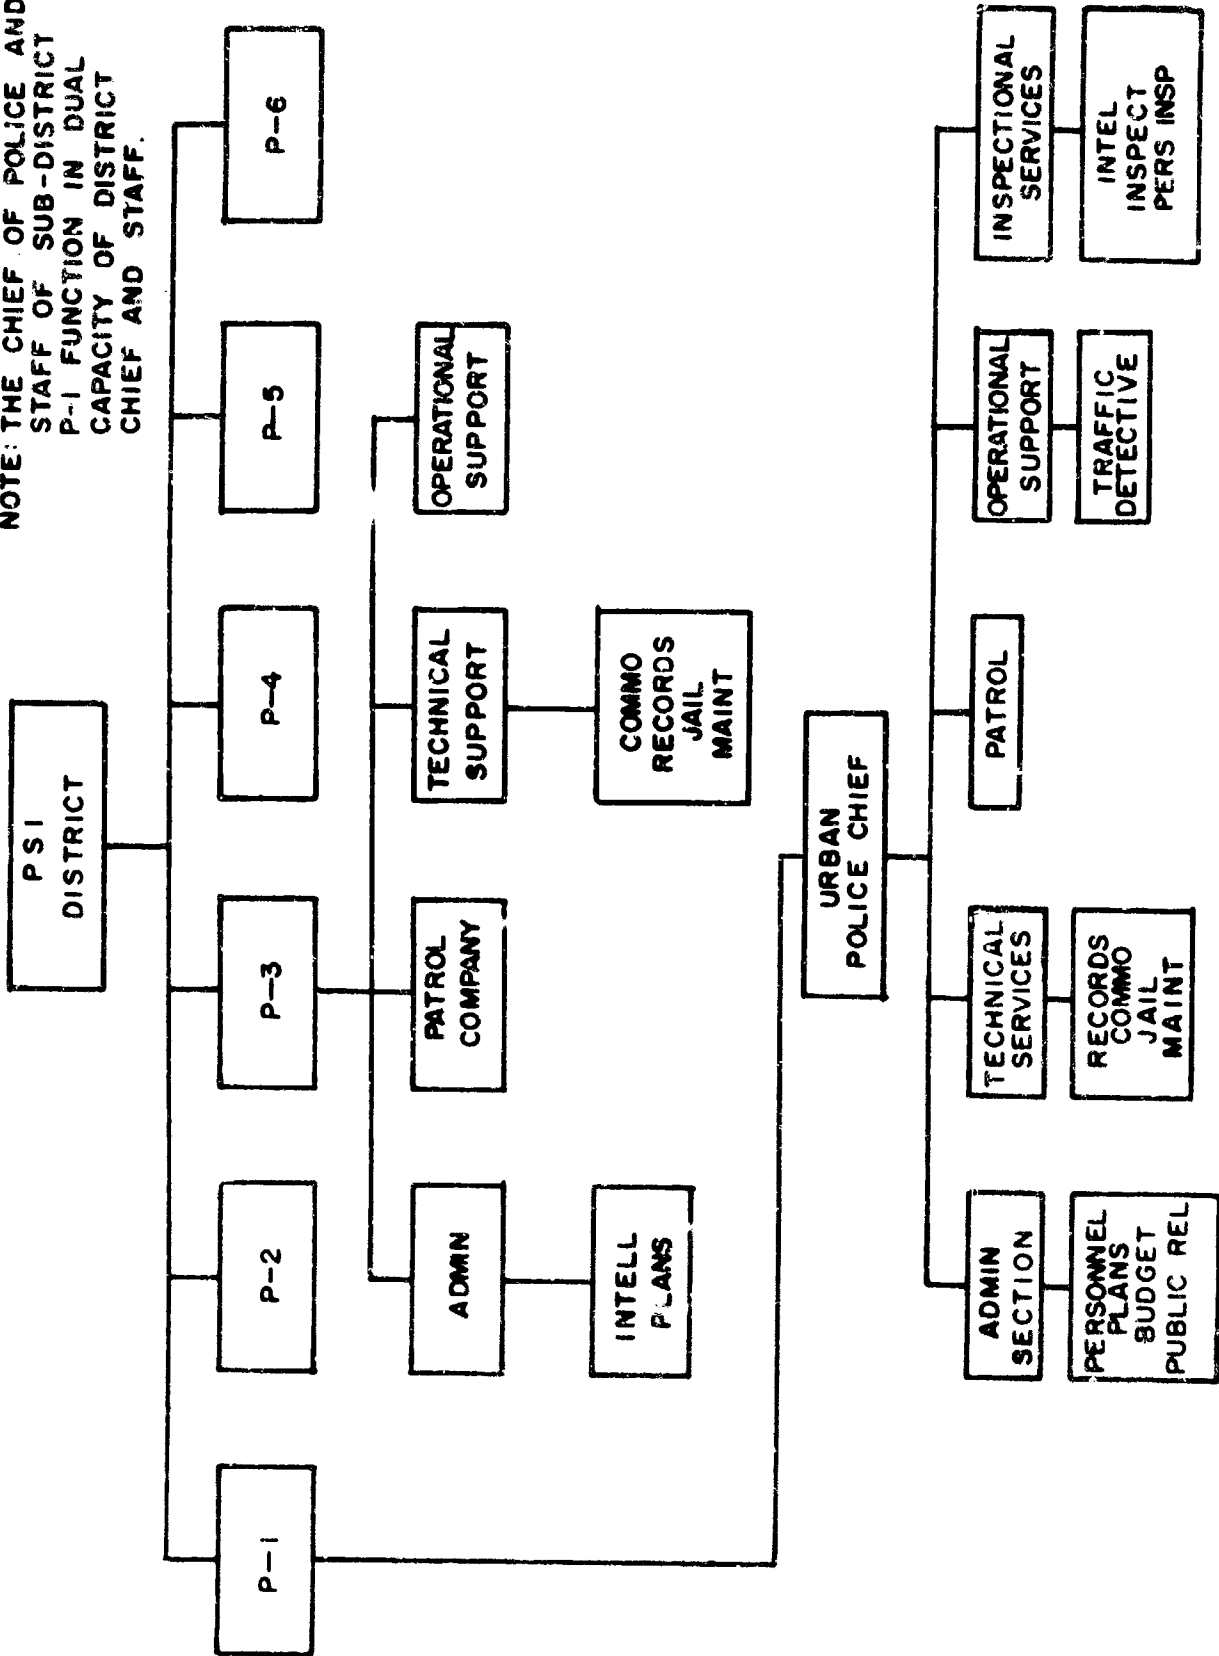 NOTE: THE CHIEF OF POLICE AND
STAFF OF SUB-DISTRICT
P-1 FUNCTION IN DUAL
CAPACITY OF DISTRICT
CHIEF AND STAFF.
PSI
DISTRICT
P-1
P-2
P-3
P-4
P-5
P-6
ADMIN
PATROL
COMPANY
TECHNICAL
SUPPORT
OPERATIONAL
SUPPORT
INTELL
PLANS
COMMO
RECORDS
JAIL
MAINT
URBAN
POLICE CHIEF
ADMIN
SECTION
TECHNICAL
SERVICES
PATROL
OPERATIONAL
SUPPORT
INSPECTIONAL
SERVICES
PERSONNEL
PLANS
BUDGET
PUBLIC REL
RECORDS
COMMO
JAIL
MAINT
TRAFFIC
DETECTIVE
INTEL
INSPECT
PERS INSP